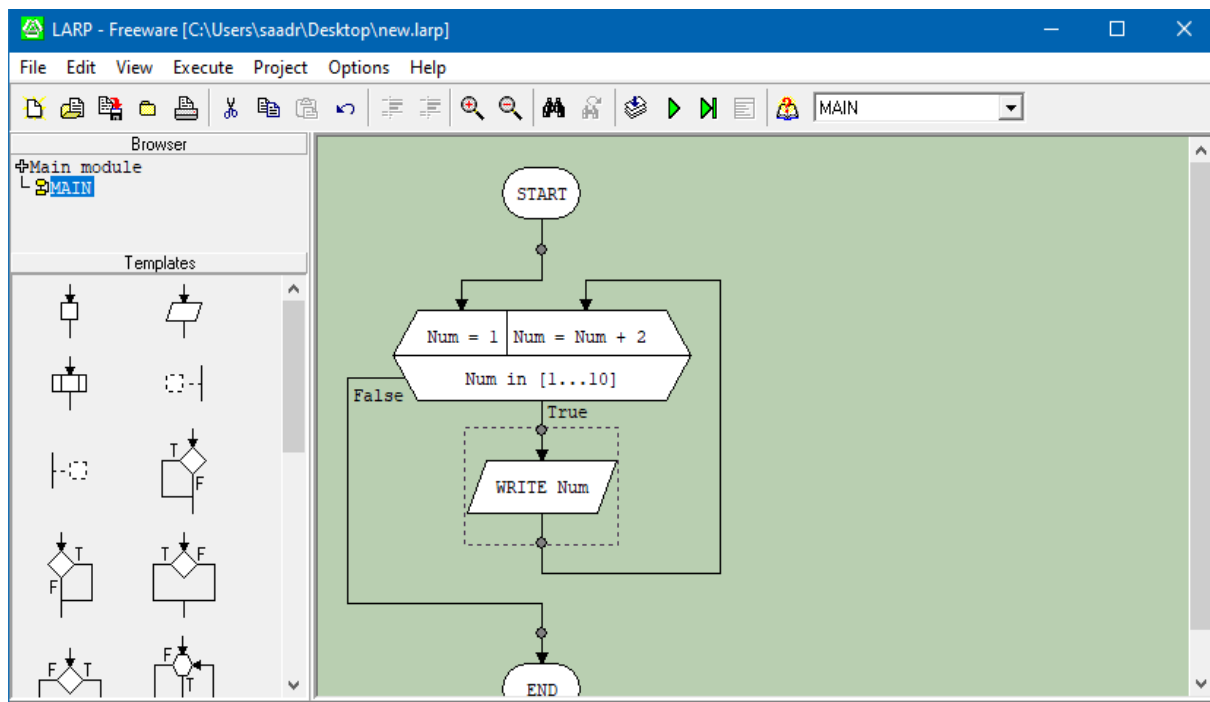 LARP - Freeware [C:\Users\saadr\Desktop\new.larp]
File Edit View Execute Project Options Help
MAIN
Browser
Main module
MAIN
Templates
T
F
T
F
T F
F T
F
T
START
Num = 1 Num = Num + 2
Num in [1...10]
False
True
WRITE Num
END